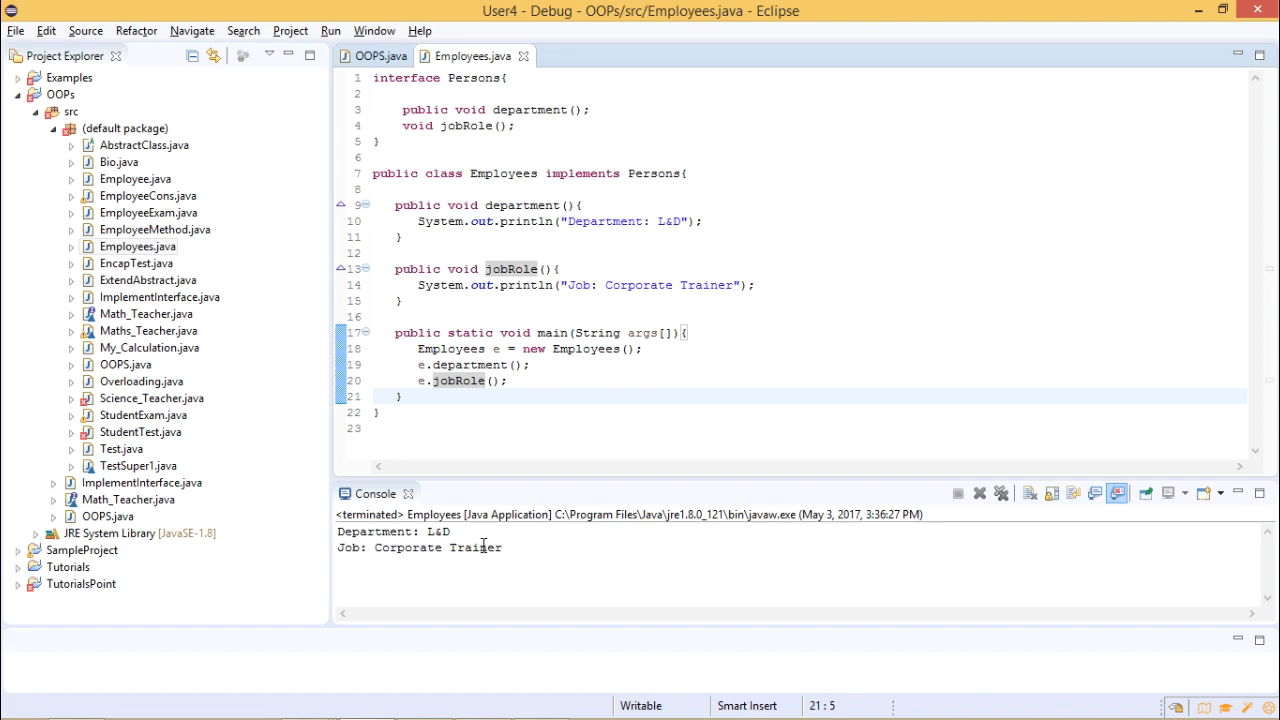 User4 - Debug - OOPs/src/Employees.java - Eclipse
File Edit Source Refactor Navigate Search Project Run Window Help
Project Explorer
Examples
OOPs
src
(default package)
AbstractClass.java
Bio.java
Employee.java
EmployeeCons.java
EmployeeExam.java
EmployeeMethod.java
Employees.java
EncapTest.java
ExtendAbstract.java
ImplementInterface.java
Math_Teacher.java
Maths_Teacher.java
My_Calculation.java
OOPS.java
Overloading.java
Science_Teacher.java
StudentExam.java
StudentTest.java
Test.java
TestSuper1.java
ImplementInterface.java
Math_Teacher.java
OOPS.java
JRE System Library [JavaSE-1.8]
SampleProject
Tutorials
TutorialsPoint
OOPS.java Employees.java
1 interface Persons{
2
3 public void department();
4 void jobRole();
5 }
6
7 public class Employees implements Persons{
8
9 public void department(){
10 System.out.println("Department: L&D");
11 }
12
13 public void jobRole(){
14 System.out.println("Job: Corporate Trainer");
15 }
16
17 public static void main(String args[]){
18 Employees e = new Employees();
19 e.department();
20 e.jobRole();
21 }
22 }
23
Console
<terminated> Employees [Java Application] C:\Program Files\Java\jre1.8.0_121\bin\javaw.exe (May 3, 2017, 3:36:27 PM)
Department: L&D
Job: Corporate Trainer
Writable Smart Insert 21 : 5